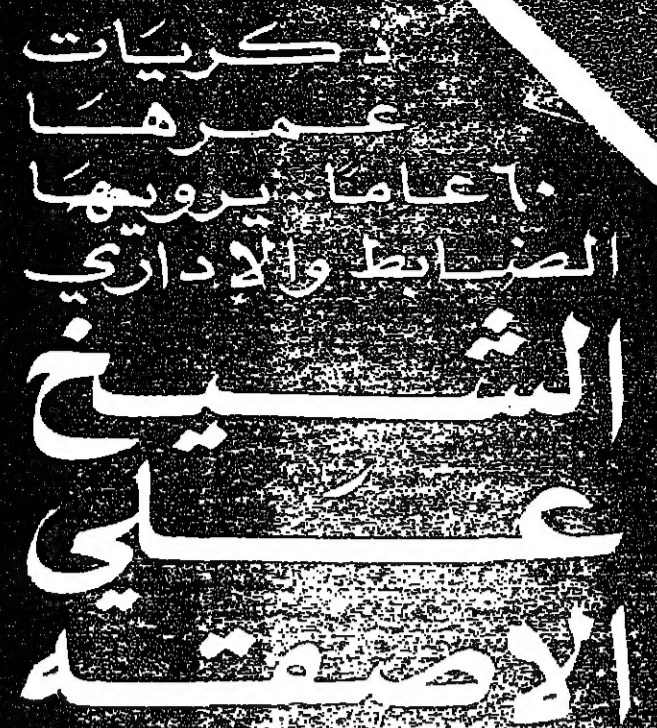 ذكريات
عمرها
٦٠ عاما .. يرويها
الضابط والإداري
الشيخ
علي
الاصقه